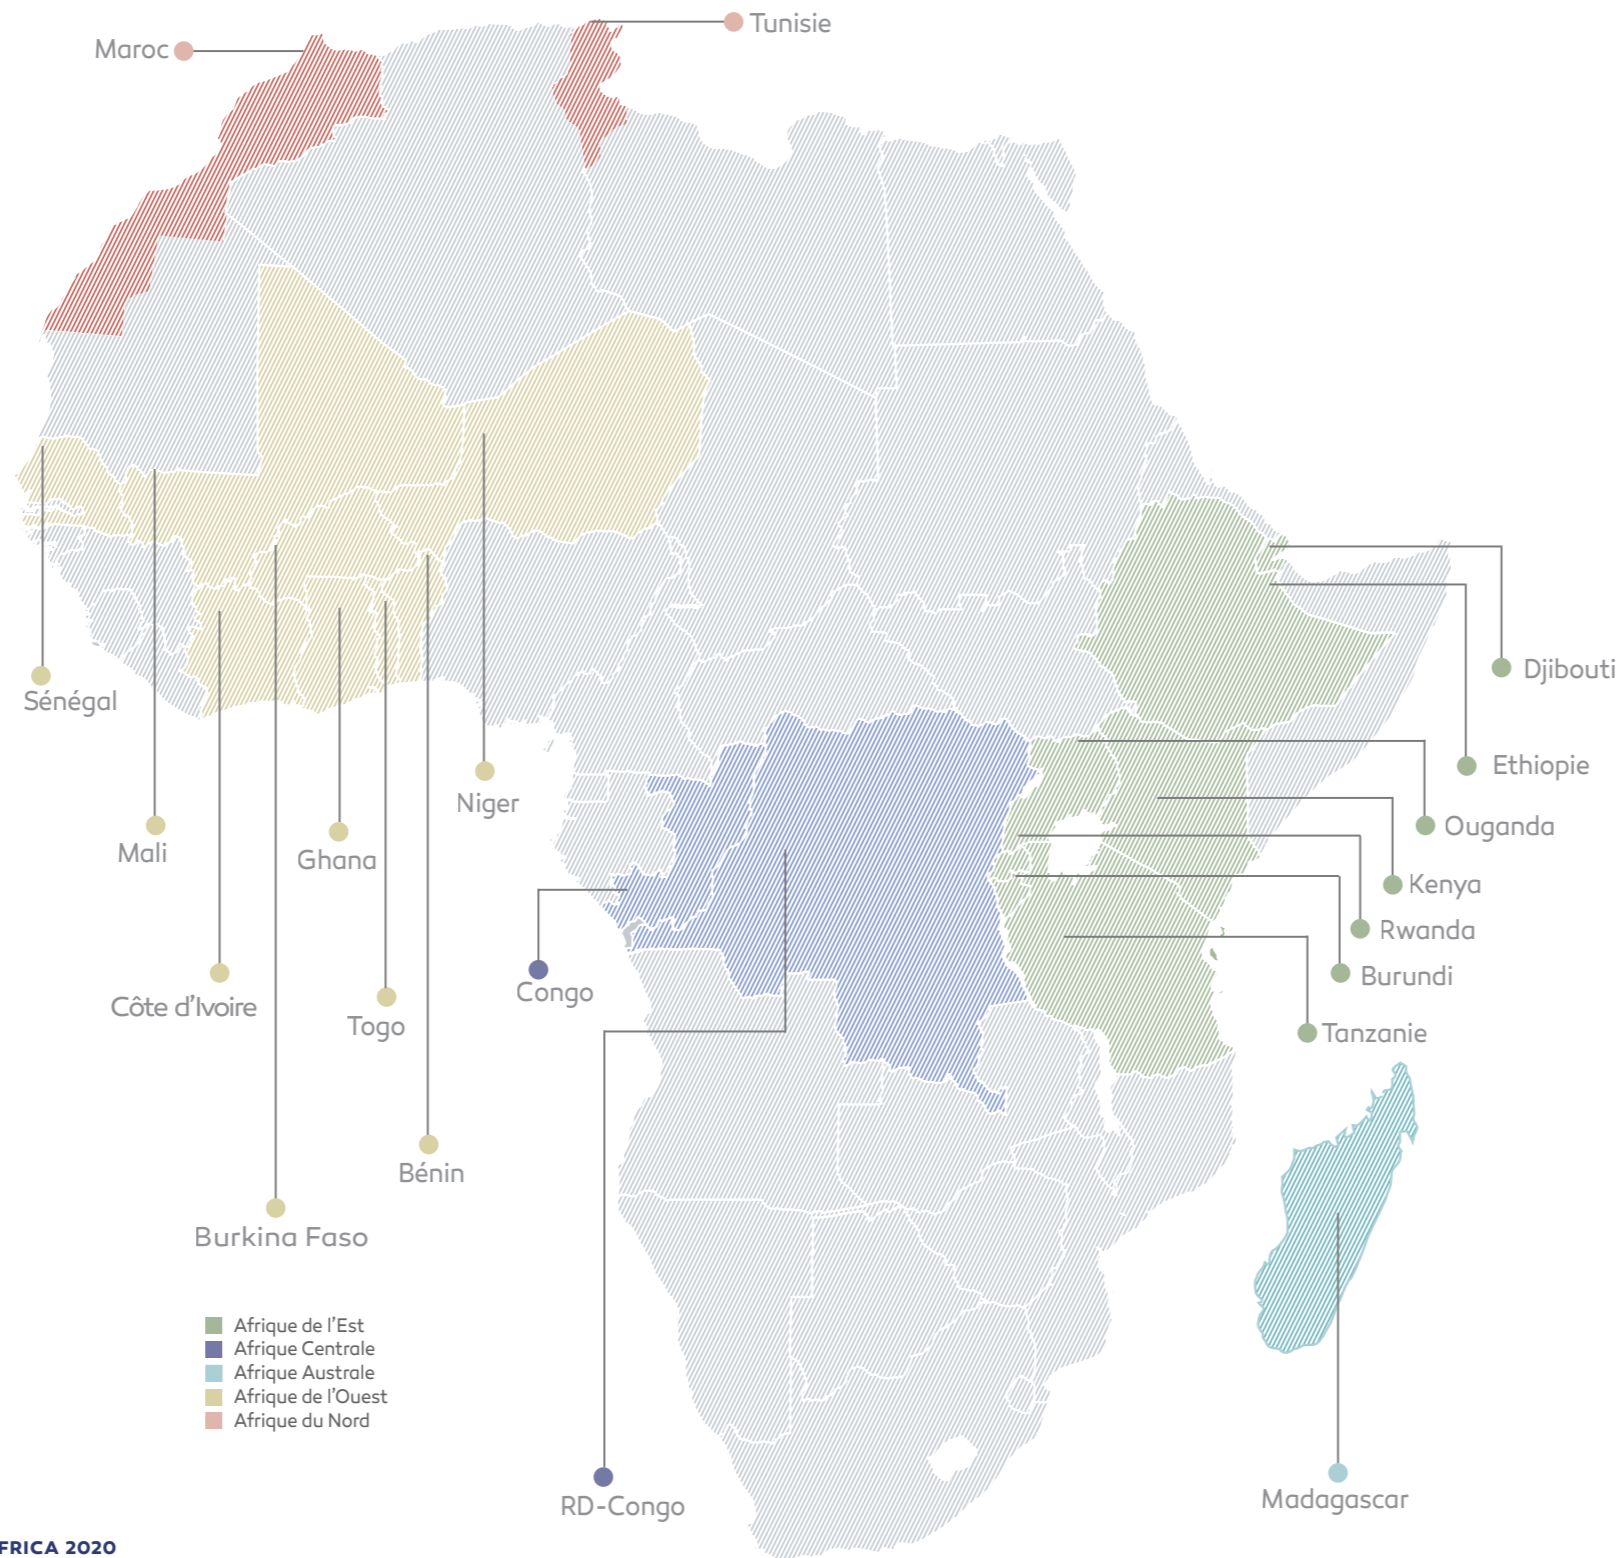 Tunisie
Maroc
Djibouti
Sénégal
Ethiopie
Niger
Ouganda
Mali
Ghana
Kenya
Rwanda
Burundi
Congo
Côte d'Ivoire
Togo
Tanzanie
Bénin
Burkina Faso
Afrique de l'Est
Afrique Centrale
Afrique Australe
Afrique de l'Ouest
Afrique du Nord
RD-Congo
Madagascar
FRICA 2020